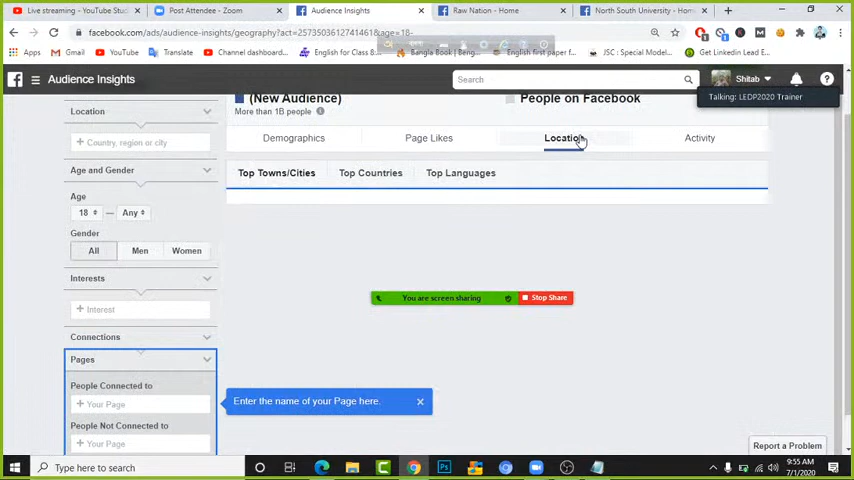 Live streaming - YouTube Stud
Post Attendee - Zoom
Audience Insights
Raw Nation - Home
North South University - Hom
facebook.com/ads/audience-insights/geography?act=257350361274146&age=18-
Apps
Gmail
YouTube
Translate
Channel dashboard...
English for Class 8...
Bangla Book ( Beng...
English first paper f...
JSC : Special Model...
Get Linkedin Lead E...
Audience Insights
Search
Shitab
Talking: LEDP2020 Trainer
(New Audience)
More than 1B people
People on Facebook
Demographics
Page Likes
Location
Activity
Top Towns/Cities
Top Countries
Top Languages
Location
+ Country, region or city
Age and Gender
Age
18 — Any
Gender
All
Men
Women
Interests
+ Interest
Connections
Pages
People Connected to
+ Your Page
People Not Connected to
+ Your Page
Enter the name of your Page here.
You are screen sharing
Stop Share
Report a Problem
Type here to search
9:55 AM
7/1/2020